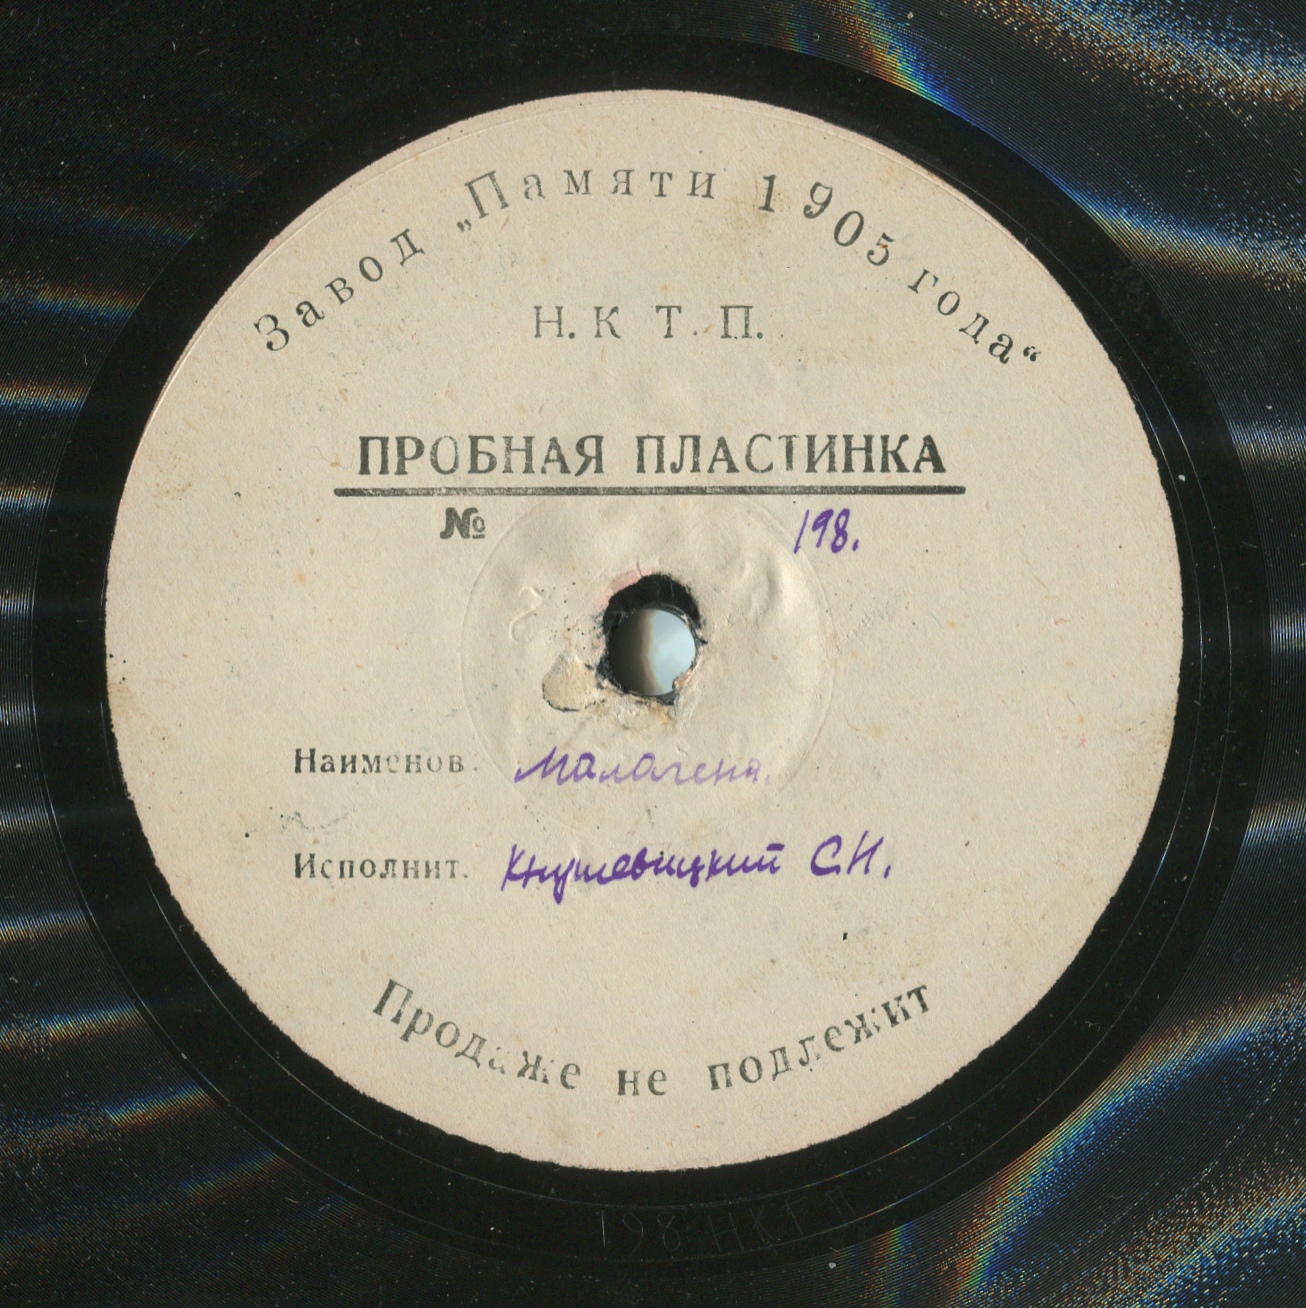 Завод „Памяти 1905 года“
Н. К Т. П.
ПРОБНАЯ ПЛАСТИНКА
№ 198.
Наименов. Малагена.
Исполнит. Кнушевицкий С.Н.
Продаже не подлежит
198 НКТП